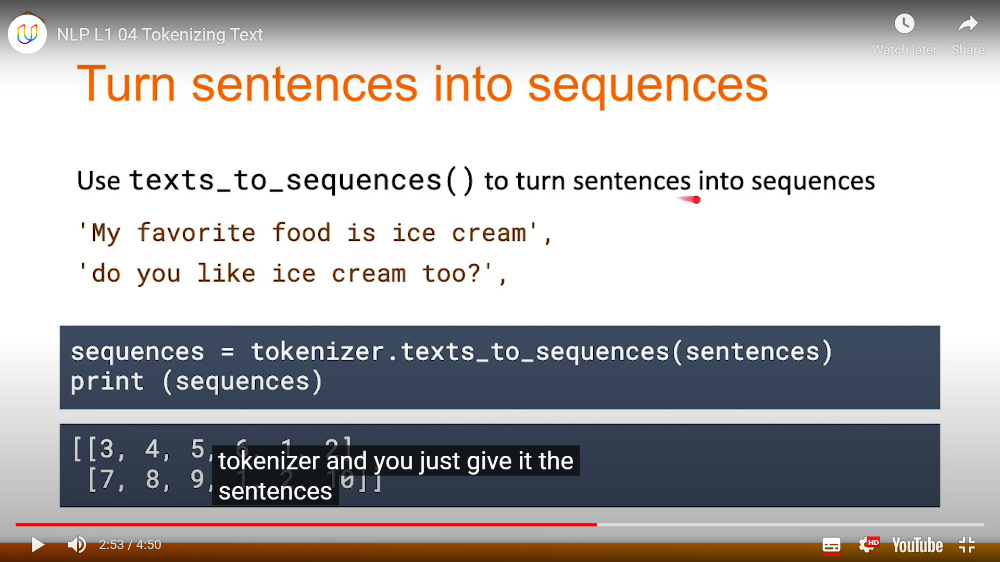 NLP L1 04 Tokenizing Text
Watch later
Share
Turn sentences into sequences
Use texts_to_sequences() to turn sentences into sequences
'My favorite food is ice cream',
'do you like ice cream too?',
sequences = tokenizer.texts_to_sequences(sentences)
print (sequences)
[[3, 4, 5, 6, 1, 2],
[7, 8, 9, 1, 2, 10]]
tokenizer and you just give it the
sentences
2:53 / 4:50
HD
YouTube